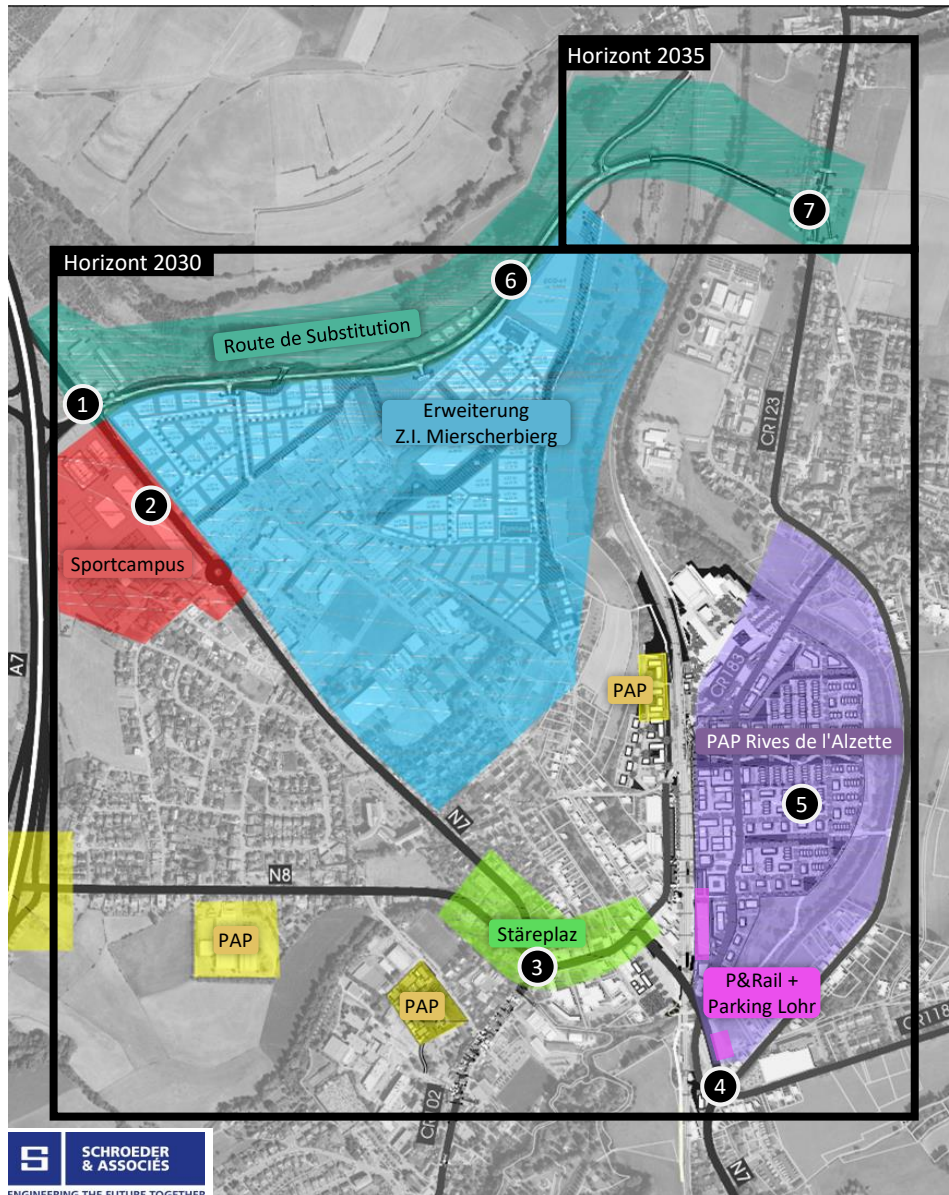 Horizont 2035
7
Horizont 2030
6
Route de Substitution
1
Erweiterung
Z.I. Mierscherbierg
CR123
2
Sportcampus
A7
CR183
PAP
PAP Rives de l'Alzette
5
N7
N8
PAP
Stäreplaz
3
PAP
P&Rail +
Parking Lohr
CR118
4
N7
S
SCHROEDER
& ASSOCIÉS
ENGINEERING THE FUTURE TOGETHER